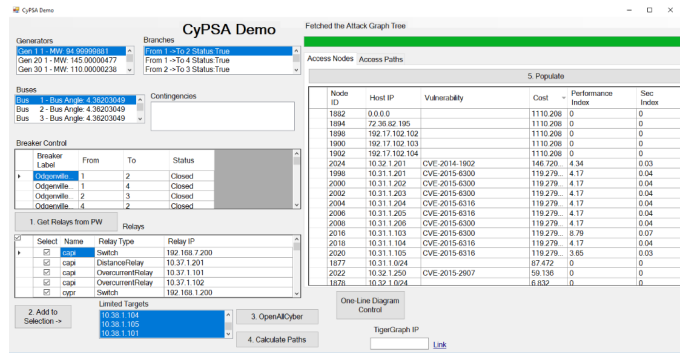 CyPSA Demo
CyPSA Demo
Fetched the Attack Graph Tree
Generators
Gen 1 1 - MW: 94.99999881
Gen 20 1 - MW: 145.00000477
Gen 30 1 - MW: 110.00000238
Branches
From 1 ->To 2 Status:True
From 1 ->To 4 Status:True
From 2 ->To 3 Status:True
Buses
Bus 1 - Bus Angle: 4.36203049
Bus 2 - Bus Angle: 4.36203049
Bus 3 - Bus Angle: 4.36203049
Contingencies
Breaker Control
Breaker Label From To Status
Odgenville... 1 2 Closed
Odgenville... 1 4 Closed
Odgenville... 2 3 Closed
Odgenville... 4 2 Closed
1. Get Relays from PW
Relays
Select Name Relay Type Relay IP
capi Switch 192.168.7.200
capi DistanceRelay 10.37.1.201
capi OvercurrentRelay 10.37.1.101
capi OvercurrentRelay 10.37.1.102
cypr Switch 192.168.1.200
2. Add to Selection ->
Limited Targets
10.38.1.104
10.38.1.105
10.38.1.101
3. OpenAllCyber
4. Calculate Paths
Access Nodes Access Paths
5. Populate
Node ID Host IP Vulnerability Cost Performance Index Sec Index
1882 0.0.0.0 1110.208 0 0
1894 72.36.82.195 1110.208 0 0
1898 192.17.102.102 1110.208 0 0
1900 192.17.102.103 1110.208 0 0
1902 192.17.102.104 1110.208 0 0
2024 10.32.1.201 CVE-2014-1902 146.720... 4.34 0.03
1998 10.31.1.201 CVE-2015-6300 119.279... 4.17 0.04
2000 10.31.1.202 CVE-2015-6300 119.279... 4.17 0.04
2002 10.31.1.203 CVE-2015-6300 119.279... 4.17 0.04
2004 10.31.1.204 CVE-2015-6316 119.279... 4.17 0.04
2006 10.31.1.205 CVE-2015-6316 119.279... 4.17 0.04
2008 10.31.1.206 CVE-2015-6300 119.279... 4.17 0.04
2016 10.31.1.103 CVE-2015-6300 119.279... 8.79 0.07
2018 10.31.1.104 CVE-2015-6316 119.279... 4.17 0.04
2020 10.31.1.105 CVE-2015-6316 119.279... 3.65 0.03
1877 10.31.1.0/24 87.472 0 0
2022 10.32.1.250 CVE-2015-2907 59.136 0 0
1878 10.32.1.0/24 6.832 0 0
One-Line Diagram Control
TigerGraph IP
Link